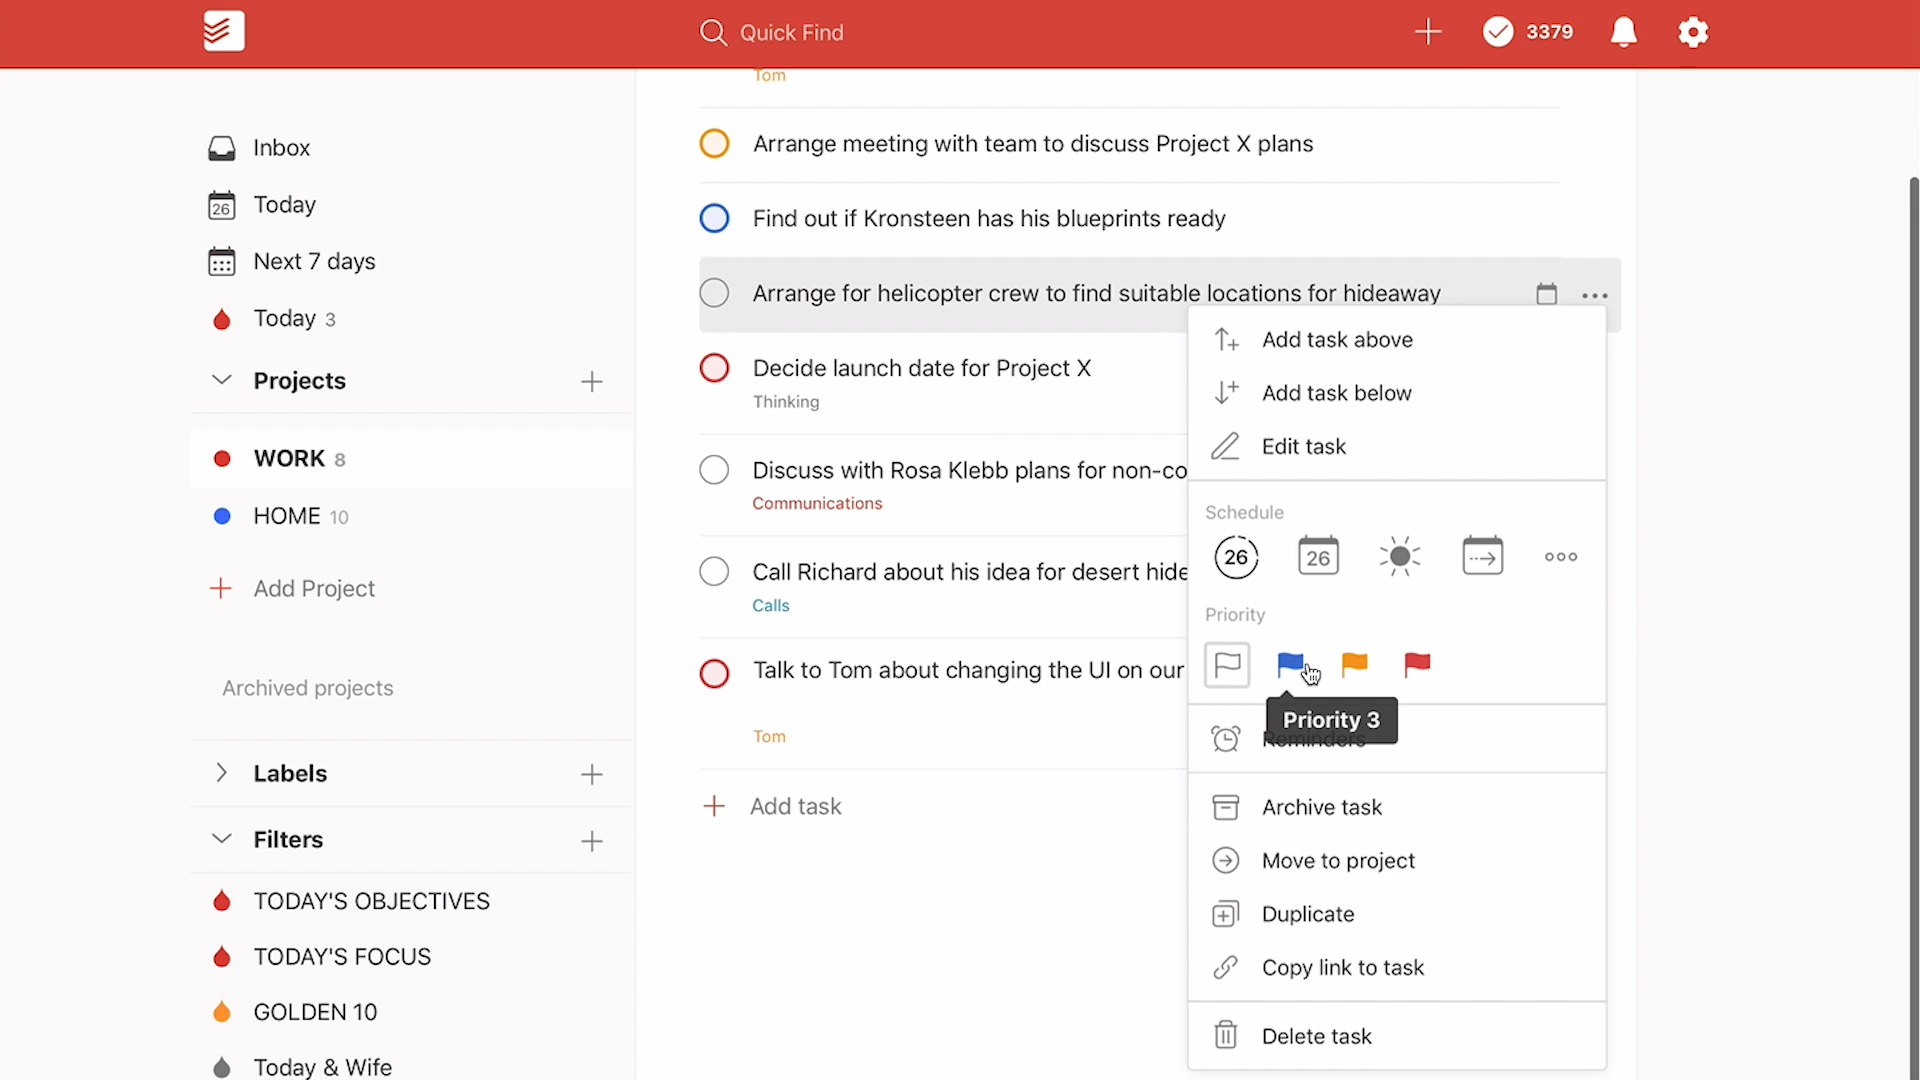 Quick Find
3379
Inbox
26
Today
Next 7 days
Today 3
Projects
WORK 8
HOME 10
Add Project
Archived projects
Labels
Filters
TODAY'S OBJECTIVES
TODAY'S FOCUS
GOLDEN 10
Today & Wife
Tom
Arrange meeting with team to discuss Project X plans
Find out if Kronsteen has his blueprints ready
Arrange for helicopter crew to find suitable locations for hideaway
Decide launch date for Project X
Thinking
Discuss with Rosa Klebb plans for non-co
Communications
Call Richard about his idea for desert hide
Calls
Talk to Tom about changing the UI on our
Tom
Add task
Add task above
Add task below
Edit task
Schedule
26
26
Priority
Priority 3
Reminders
Archive task
Move to project
Duplicate
Copy link to task
Delete task